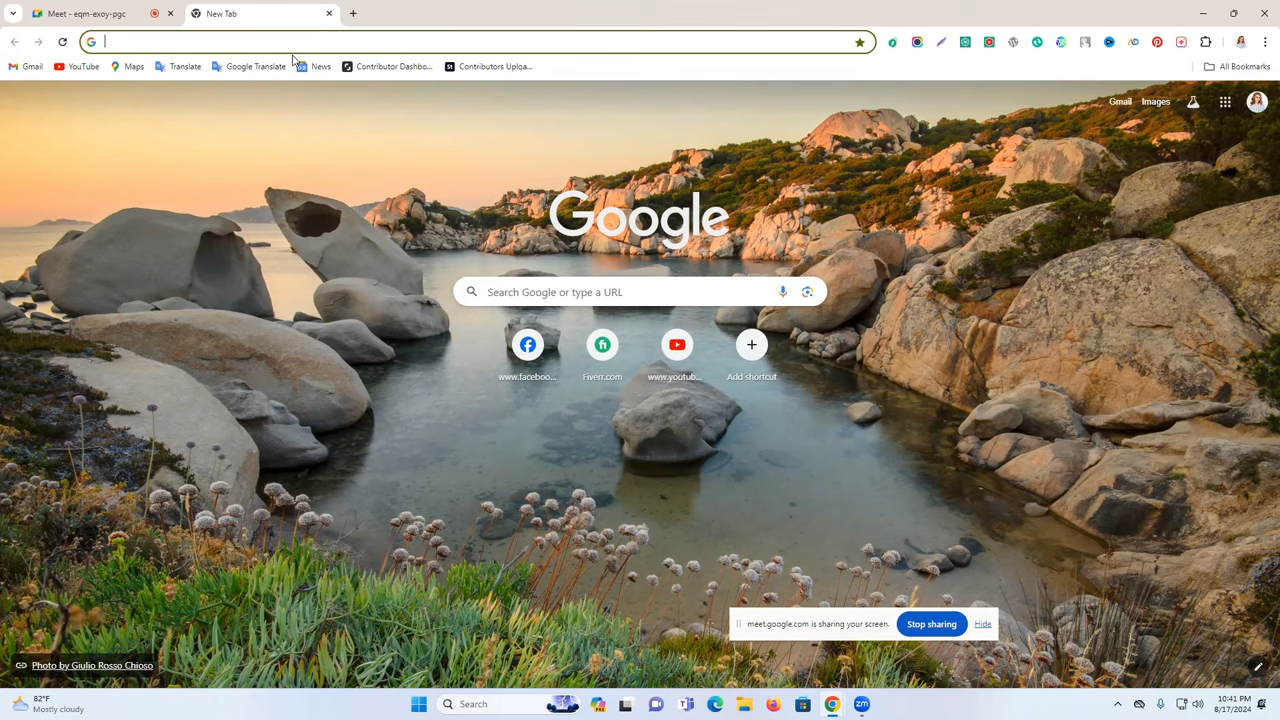 Meet - eqm-exoy-pgc
New Tab
Gmail
YouTube
Maps
Translate
Google Translate
News
Contributor Dashbo...
Contributors Uploa...
All Bookmarks
Gmail
Images
Google
Search Google or type a URL
www.faceboo...
Fiverr.com
www.youtub...
Add shortcut
meet.google.com is sharing your screen.
Stop sharing
Hide
Photo by Giulio Rosso Chioso
82°F
Mostly cloudy
Search
10:41 PM
8/17/2024